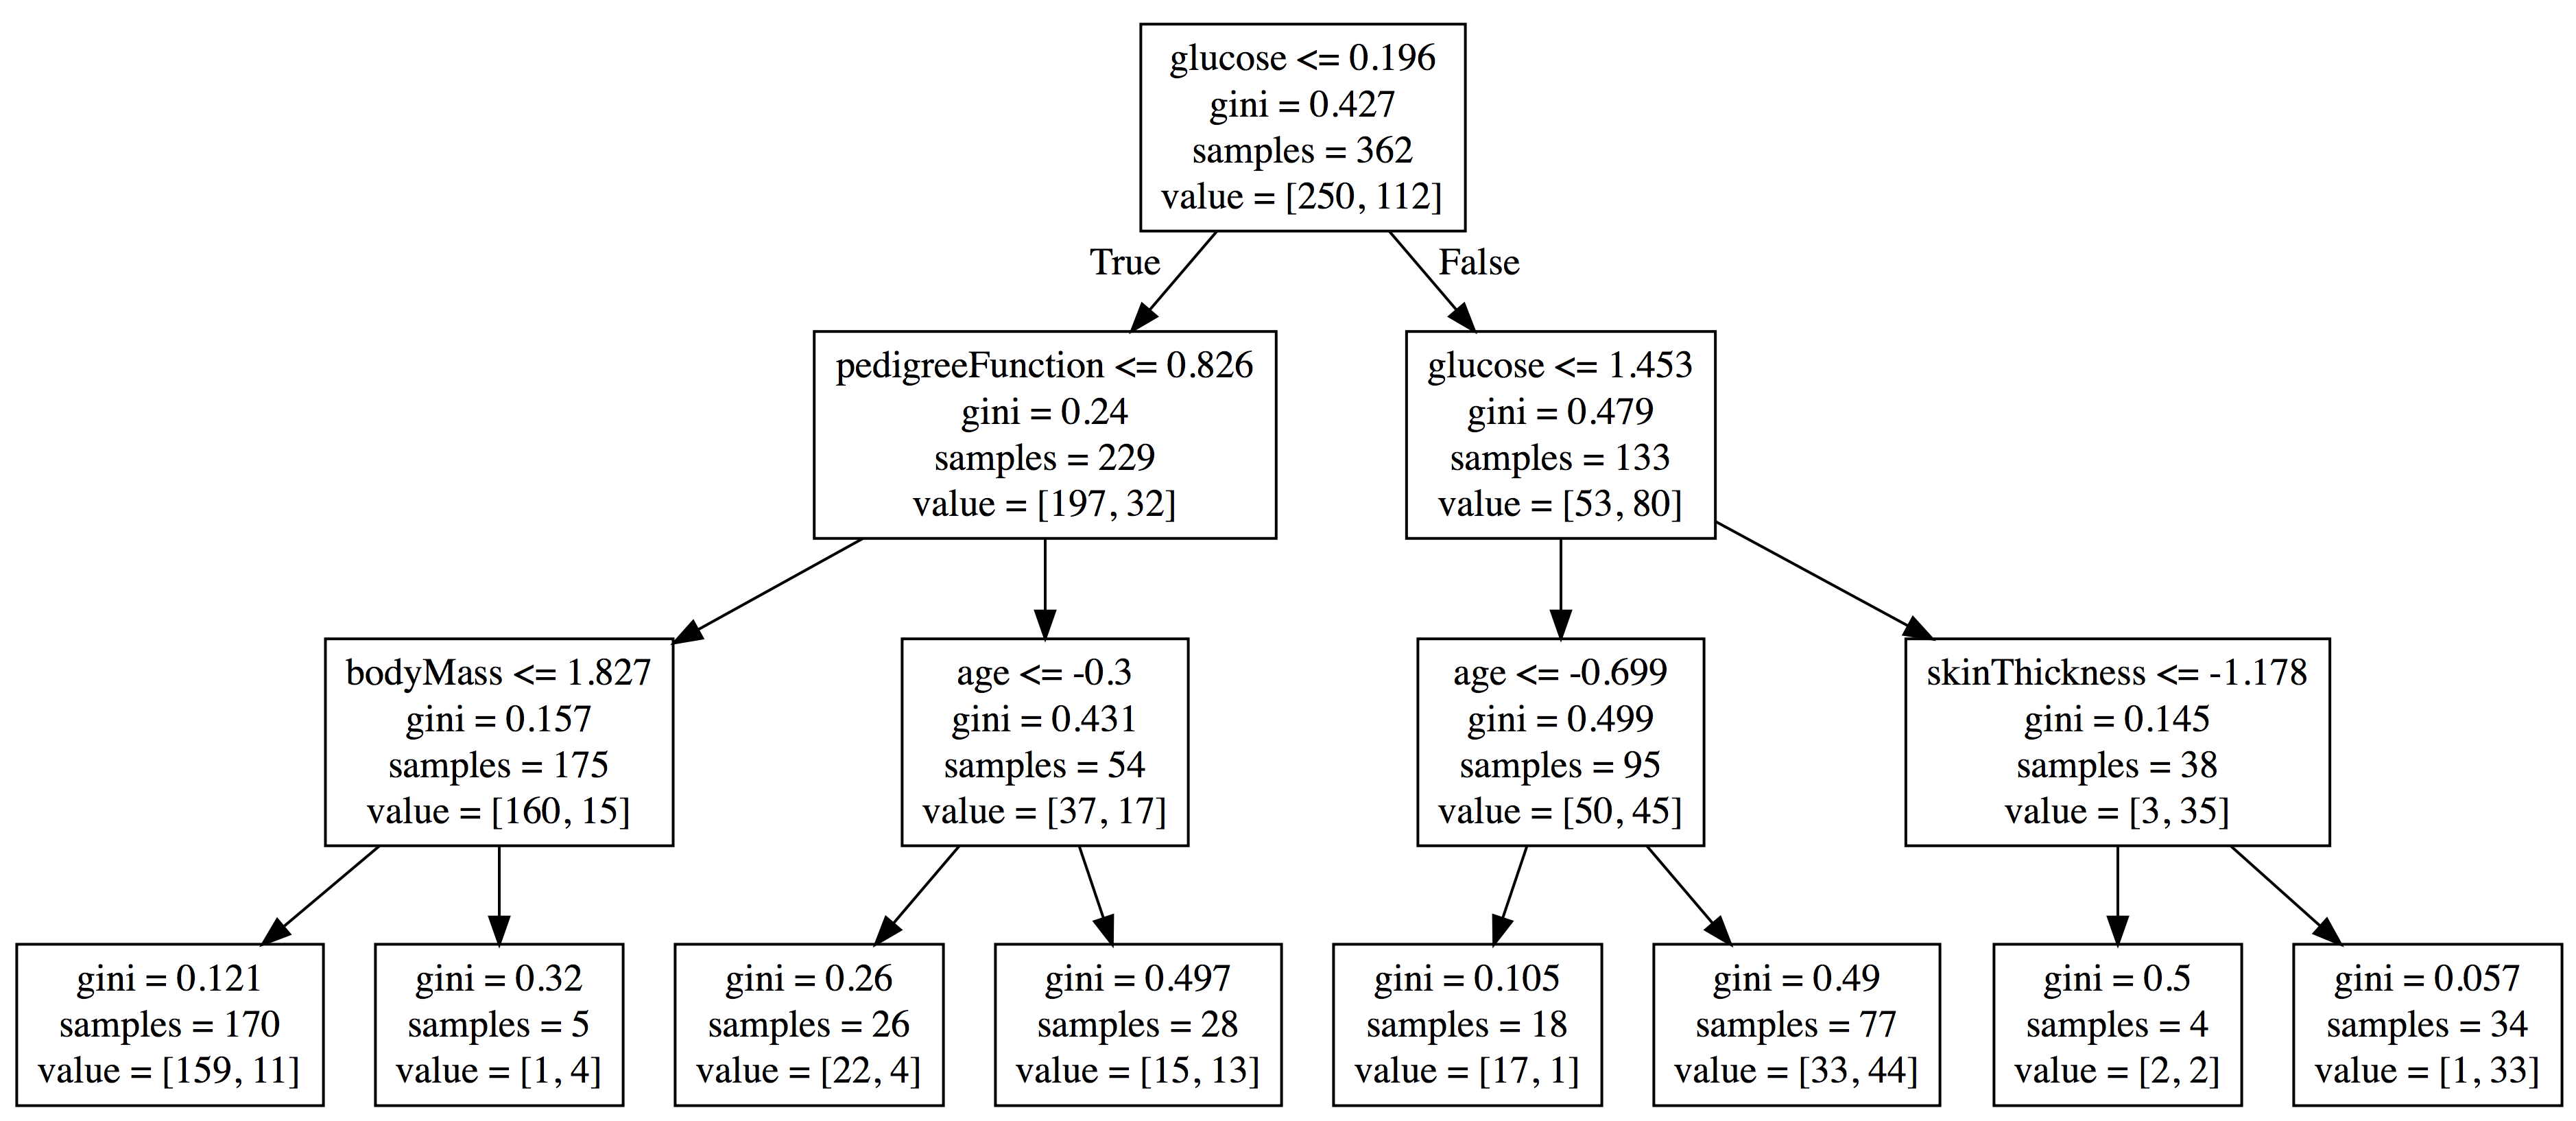 glucose <= 0.196
gini = 0.427
samples = 362
value = [250, 112]
True
False
pedigreeFunction <= 0.826
gini = 0.24
samples = 229
value = [197, 32]
glucose <= 1.453
gini = 0.479
samples = 133
value = [53, 80]
bodyMass <= 1.827
gini = 0.157
samples = 175
value = [160, 15]
age <= -0.3
gini = 0.431
samples = 54
value = [37, 17]
age <= -0.699
gini = 0.499
samples = 95
value = [50, 45]
skinThickness <= -1.178
gini = 0.145
samples = 38
value = [3, 35]
gini = 0.121
samples = 170
value = [159, 11]
gini = 0.32
samples = 5
value = [1, 4]
gini = 0.26
samples = 26
value = [22, 4]
gini = 0.497
samples = 28
value = [15, 13]
gini = 0.105
samples = 18
value = [17, 1]
gini = 0.49
samples = 77
value = [33, 44]
gini = 0.5
samples = 4
value = [2, 2]
gini = 0.057
samples = 34
value = [1, 33]